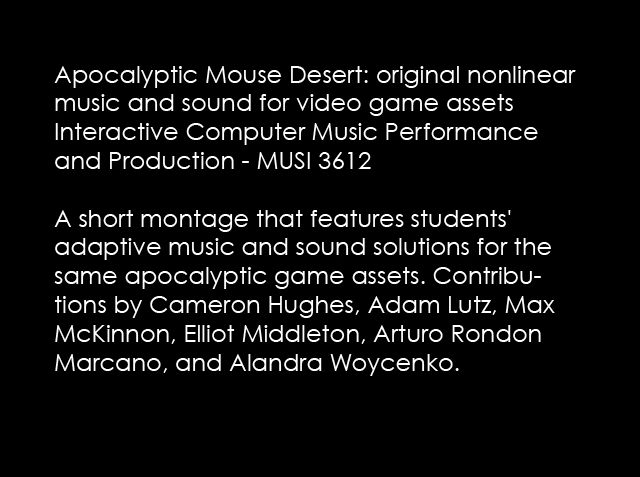 Apocalyptic Mouse Desert: original nonlinear
music and sound for video game assets
Interactive Computer Music Performance
and Production - MUSI 3612
A short montage that features students'
adaptive music and sound solutions for the
same apocalyptic game assets. Contribu-
tions by Cameron Hughes, Adam Lutz, Max
McKinnon, Elliot Middleton, Arturo Rondon
Marcano, and Alandra Woycenko.